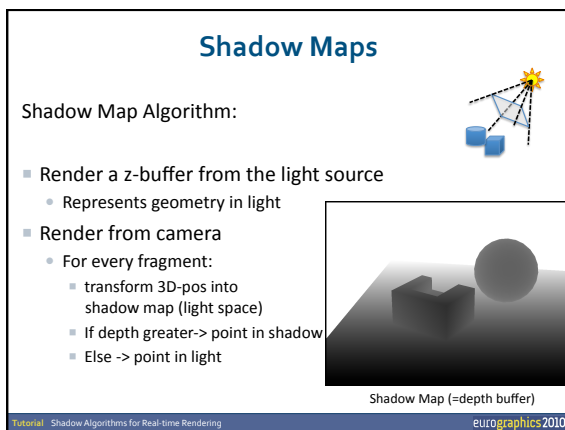 Shadow Maps
Shadow Map Algorithm:
Render a z-buffer from the light source
Represents geometry in light
Render from camera
For every fragment:
transform 3D-pos into
shadow map (light space)
If depth greater-> point in shadow
Else -> point in light
Shadow Map (=depth buffer)
Tutorial Shadow Algorithms for Real-time Rendering
eurographics2010